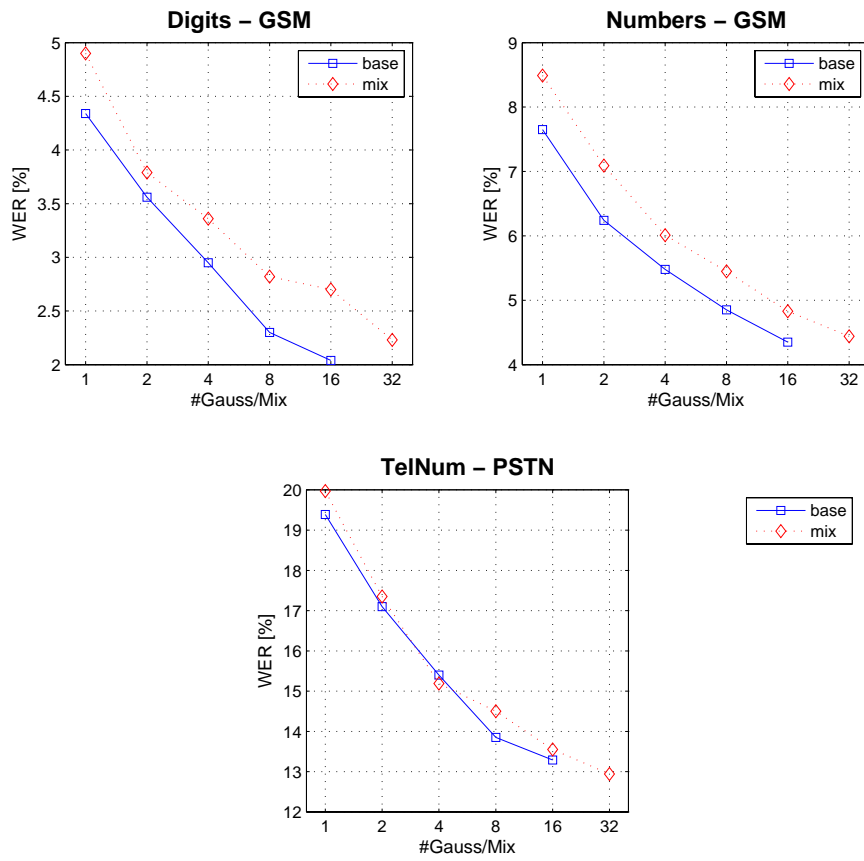 Digits – GSM
5
4.5
4
3.5
3
2.5
2
WER [%]
1 2 4 8 16 32
#Gauss/Mix
base
mix
Numbers – GSM
9
8
7
6
5
4
WER [%]
1 2 4 8 16 32
#Gauss/Mix
base
mix
TelNum – PSTN
20
19
18
17
16
15
14
13
12
WER [%]
1 2 4 8 16 32
#Gauss/Mix
base
mix